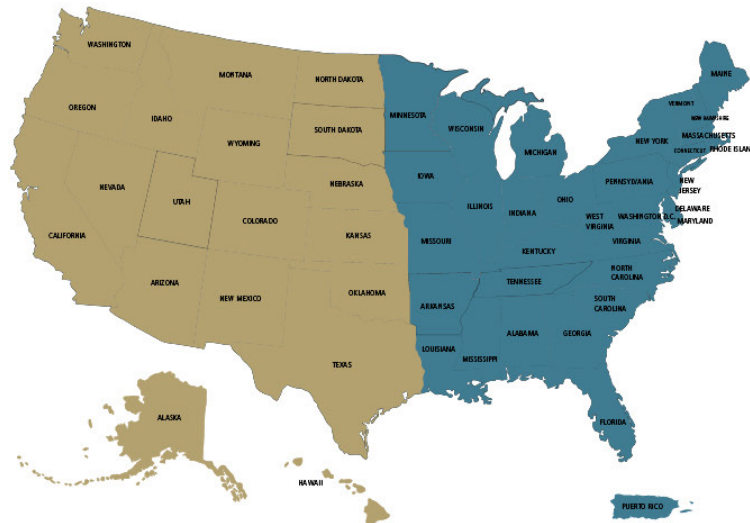 WASHINGTON
MONTANA
NORTH DAKOTA
MAINE
OREGON
IDAHO
MINNESOTA
VERMONT
NEW HAMPSHIRE
SOUTH DAKOTA
WISCONSIN
WYOMING
NEW YORK
MASSACHUSETTS
MICHIGAN
CONNECTICUT
RHODE ISLAN
NEVADA
UTAH
NEBRASKA
IOWA
PENNSYLVANIA
NEW
JERSEY
COLORADO
ILLINOIS
INDIANA
OHIO
DELAWARE
WEST
VIRGINIA
WASHINGTON D.C.
MARYLAND
CALIFORNIA
KANSAS
MISSOURI
KENTUCKY
VIRGINIA
ARIZONA
NEW MEXICO
OKLAHOMA
TENNESSEE
NORTH
CAROLINA
ARKANSAS
SOUTH
CAROLINA
ALABAMA
GEORGIA
TEXAS
LOUISIANA
MISSISSIPPI
ALASKA
FLORIDA
HAWAII
PUERTO RICO